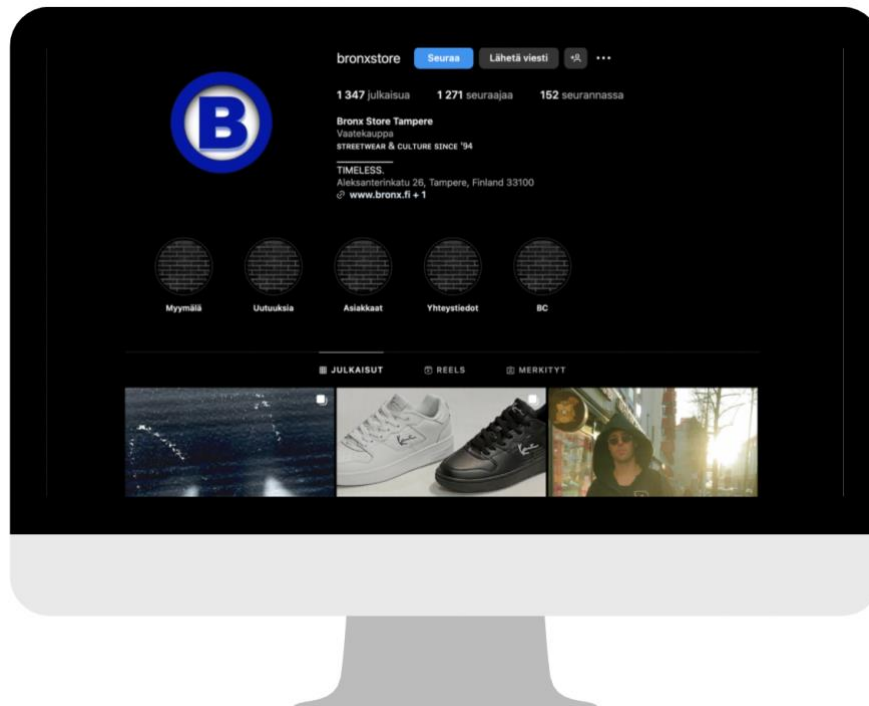 bronxstore Seuraa Lähetä viesti
1 347 julkaisua 1 271 seuraajaa 152 seurannassa
B
Bronx Store Tampere
Vaatekauppa
STREETWEAR & CULTURE SINCE '94
TIMELESS.
Aleksanterinkatu 26, Tampere, Finland 33100
www.bronx.fi + 1
Myymälä Uutuuksia Asiakkaat Yhteystiedot BC
JULKAISUT REELS MERKITYT